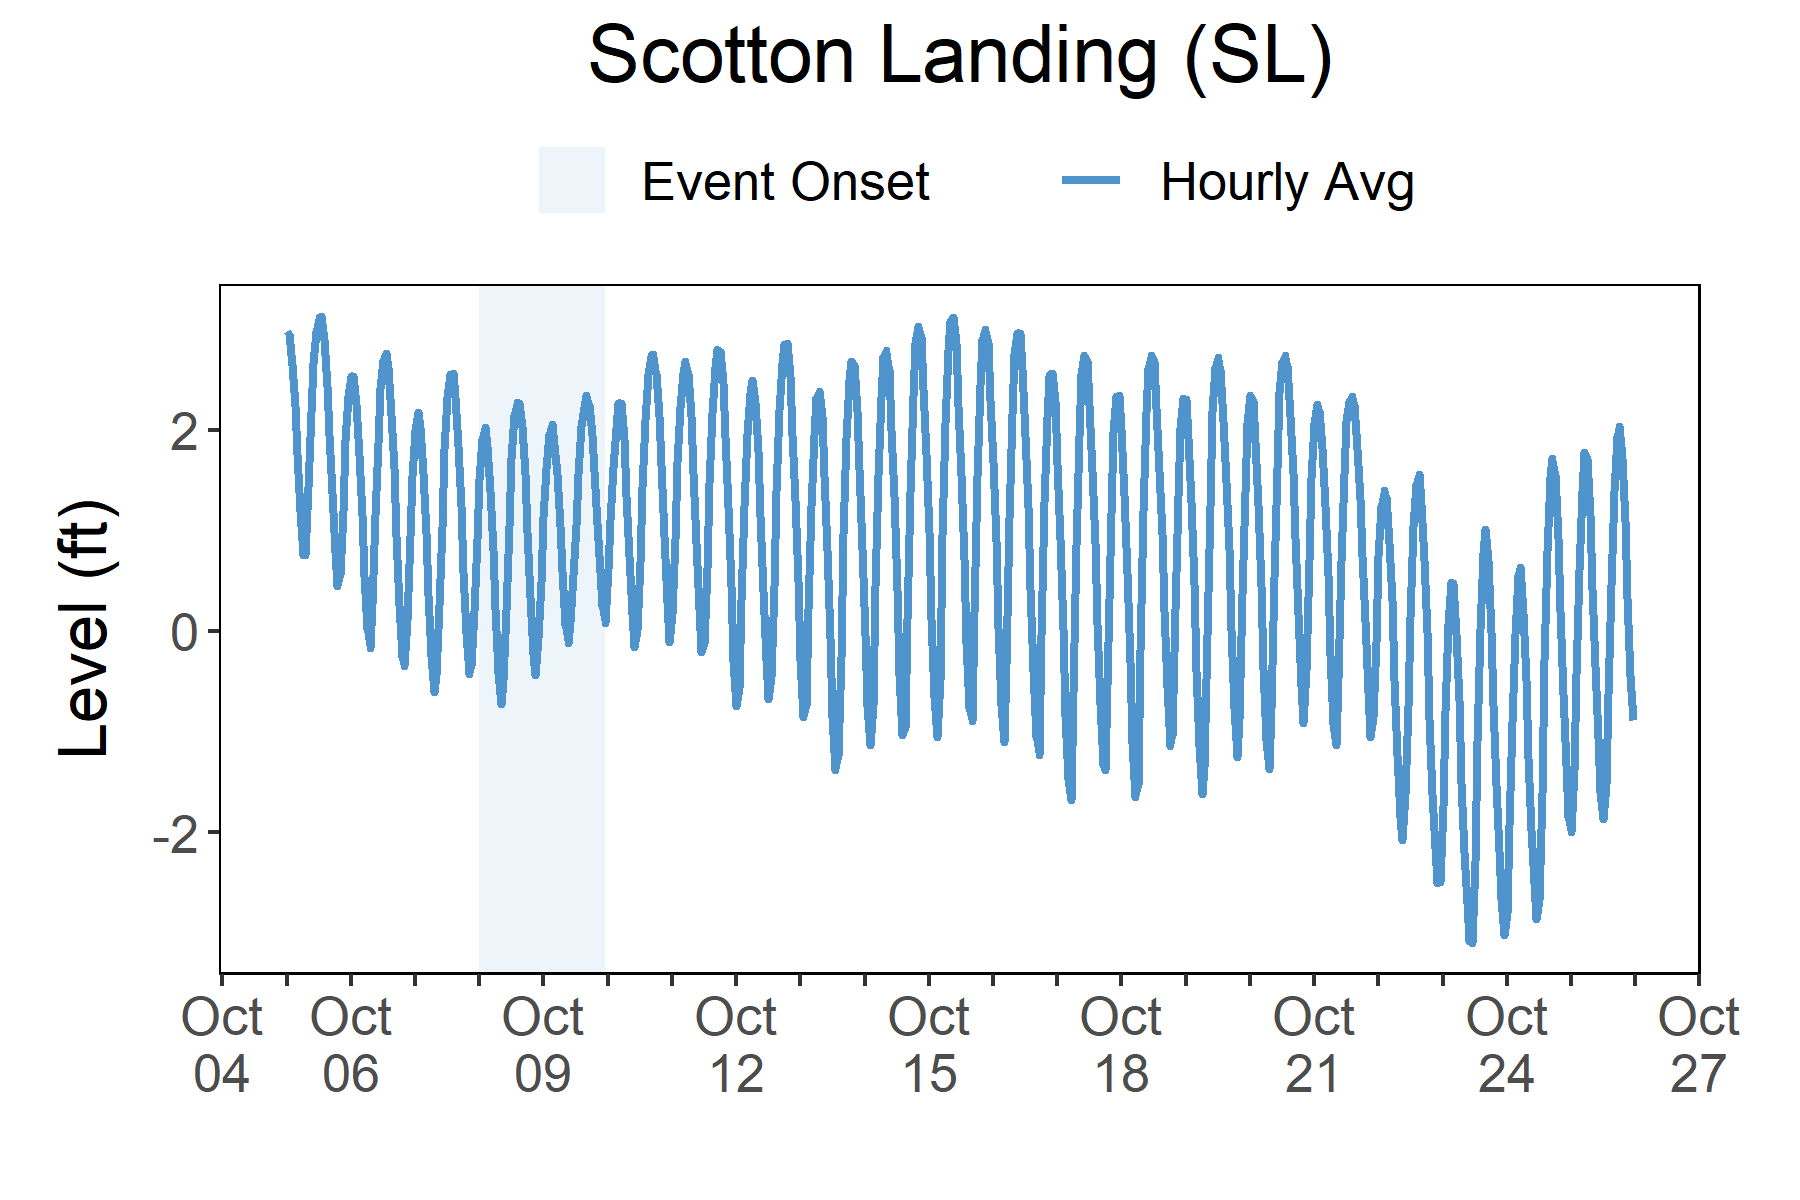 Scotton Landing (SL)
Event Onset Hourly Avg
Level (ft)
2
0
-2
Oct Oct Oct Oct Oct Oct Oct Oct Oct
04 06 09 12 15 18 21 24 27